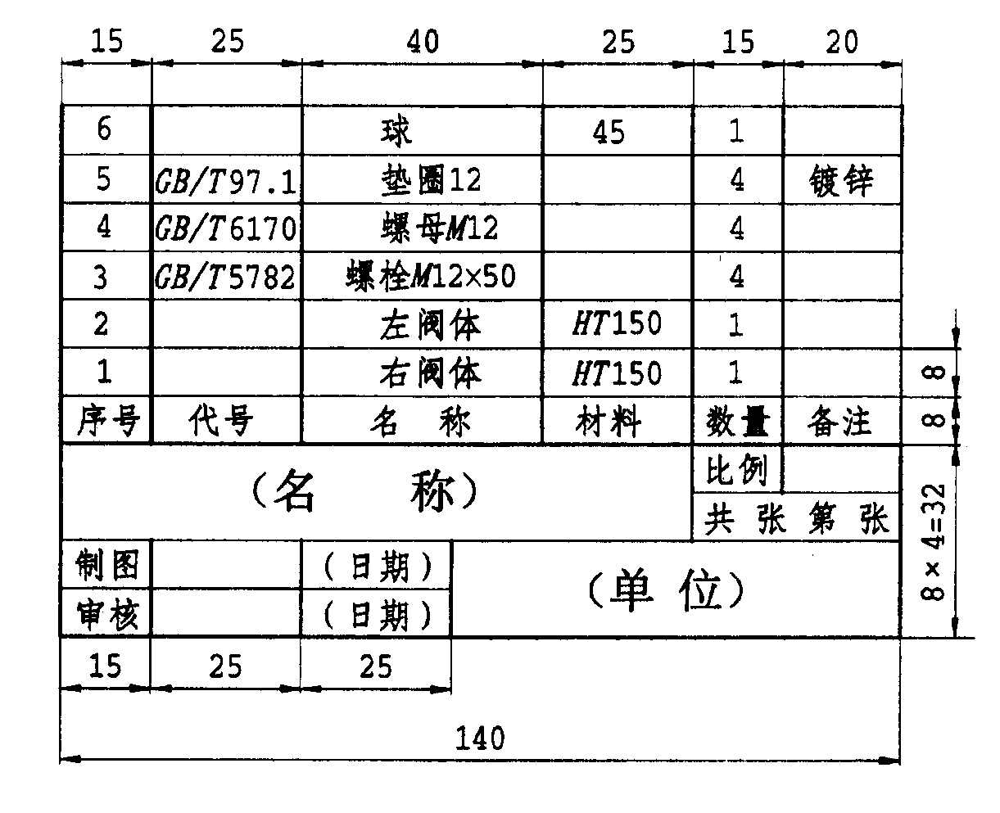 15 25 40 25 15 20
6 球 45 1
5 GB/T97.1 垫圈12 4 镀锌
4 GB/T6170 螺母M12 4
3 GB/T5782 螺栓M12×50 4
2 左阀体 HT150 1
1 右阀体 HT150 1 8
序号 代号 名 称 材料 数量 备注 8
(名 称) 比例
共 张 第 张 8×4=32
制图 (日期) (单 位)
审核 (日期)
15 25 25
140